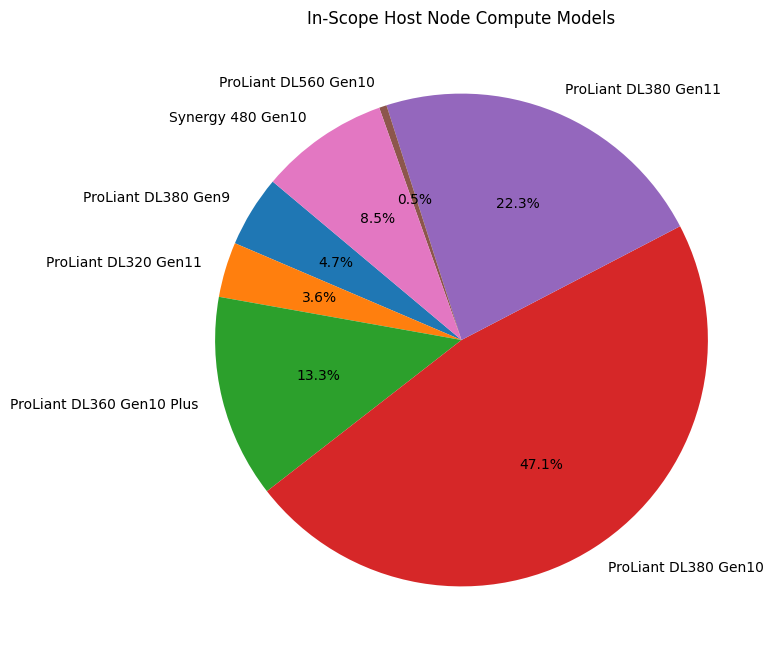 In-Scope Host Node Compute Models
ProLiant DL560 Gen10
ProLiant DL380 Gen11
Synergy 480 Gen10
ProLiant DL380 Gen9
0.5%
22.3%
8.5%
ProLiant DL320 Gen11
4.7%
3.6%
13.3%
ProLiant DL360 Gen10 Plus
47.1%
ProLiant DL380 Gen10